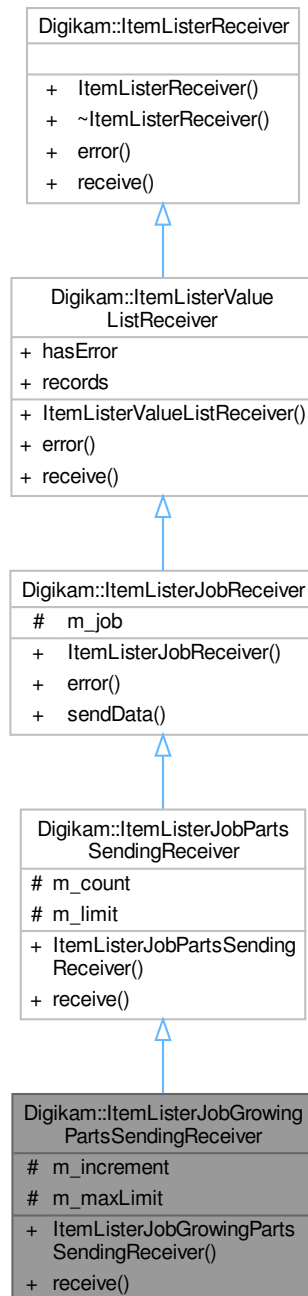 Digikam::ItemListerReceiver
+ ItemListerReceiver()
+ ~ItemListerReceiver()
+ error()
+ receive()
Digikam::ItemListerValue
ListReceiver
+ hasError
+ records
+ ItemListerValueListReceiver()
+ error()
+ receive()
Digikam::ItemListerJobReceiver
# m_job
+ ItemListerJobReceiver()
+ error()
+ sendData()
Digikam::ItemListerJobParts
SendingReceiver
# m_count
# m_limit
+ ItemListerJobPartsSending
Receiver()
+ receive()
Digikam::ItemListerJobGrowing
PartsSendingReceiver
# m_increment
# m_maxLimit
+ ItemListerJobGrowingParts
SendingReceiver()
+ receive()